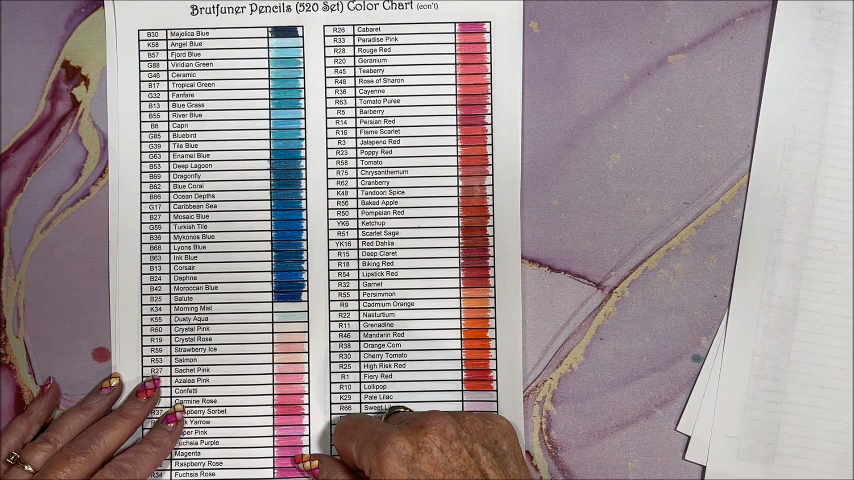 Brutfuner Pencils (520 Set) Color Chart (con't)
B30 Majolica Blue
K58 Angel Blue
B57 Fjord Blue
G88 Viridian Green
G46 Ceramic
B17 Tropical Green
G32 Fanfare
B13 Blue Grass
B55 River Blue
B6 Capri
G85 Bluebird
G39 Tile Blue
G63 Enamel Blue
B53 Deep Lagoon
B69 Dragonfly
B62 Blue Coral
B66 Ocean Depths
G17 Caribbean Sea
B27 Mosaic Blue
G59 Turkish Tile
B36 Mykonos Blue
B68 Lyons Blue
B63 Ink Blue
B13 Corsair
B24 Daphne
B42 Moroccan Blue
B25 Salute
K34 Morning Mist
K55 Dusty Aqua
R60 Crystal Pink
R19 Crystal Rose
R59 Strawberry Ice
R53 Salmon
R27 Sachet Pink
Azalea Pink
Confetti
Carmine Rose
R37 Raspberry Sorbet
Yarrow
Pink
Fuchsia Purple
Magenta
Raspberry Rose
R34 Fuchsia Rose
R26 Cabaret
R33 Paradise Pink
R28 Rouge Red
R20 Geranium
R45 Teaberry
R48 Rose of Sharon
R36 Cayenne
R63 Tomato Puree
R5 Barberry
R14 Persian Red
R16 Flame Scarlet
R3 Jalapeno Red
R23 Poppy Red
R58 Tomato
R75 Chrysanthemum
R62 Cranberry
K48 Tandoori Spice
R56 Baked Apple
R50 Pompeian Red
YK6 Ketchup
R51 Scarlet Sage
YK16 Red Dahlia
R15 Deep Claret
R18 Biking Red
R54 Lipstick Red
R32 Garnet
R55 Persimmon
R9 Cadmium Orange
R22 Nasturtium
R11 Grenadine
R46 Mandarin Red
R38 Orange Corn
R30 Cherry Tomato
R25 High Risk Red
R1 Fiery Red
R10 Lollipop
K29 Pale Lilac
R66 Sweet